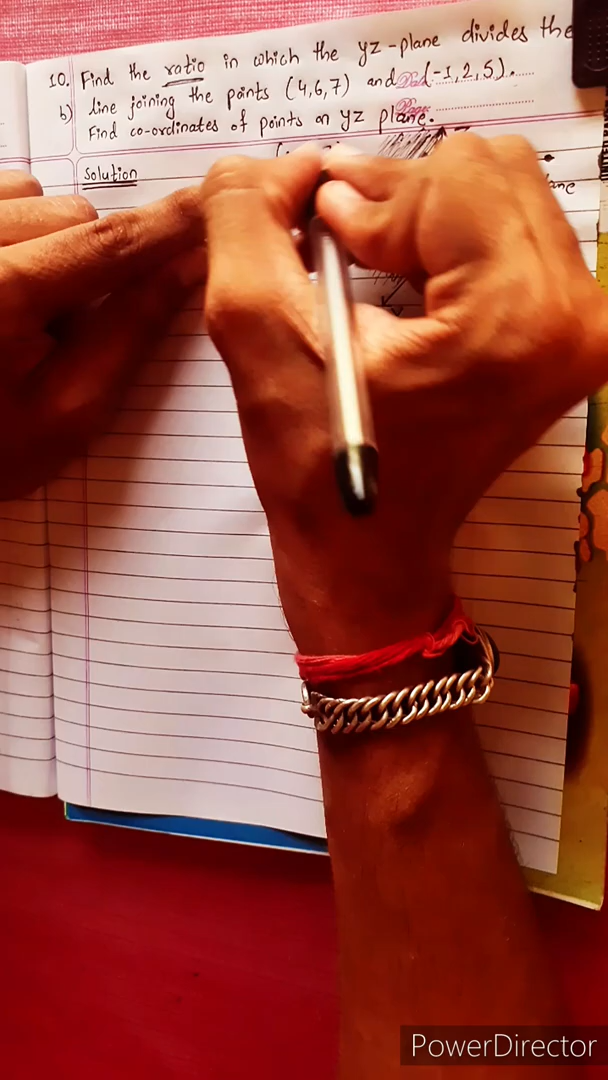 10. Find the ratio in which the yz-plane divides the
b) line joining the points (4,6,7) and (-1,2,5).
Find co-ordinates of points on yz plane.
Solution
PowerDirector